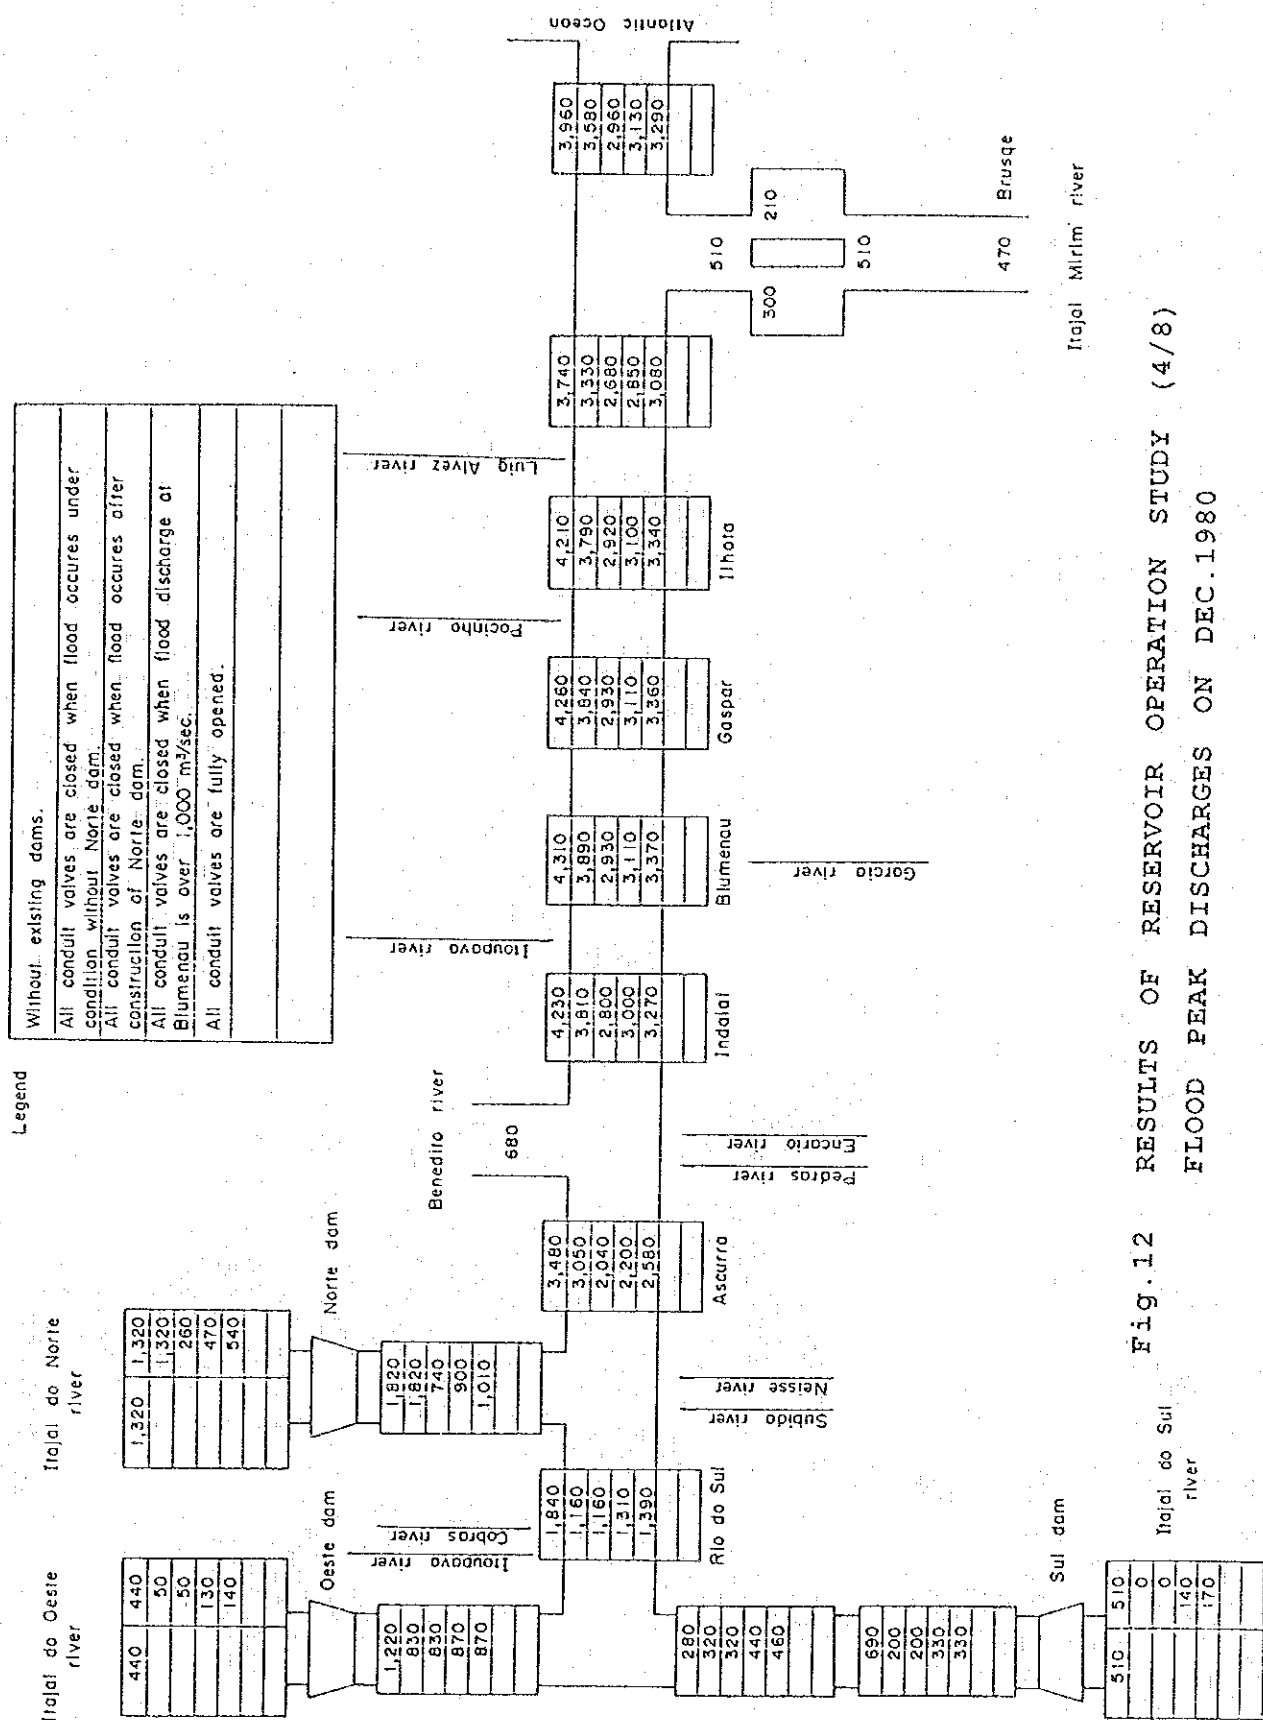 Legend
Without existing dams.
All conduit valves are closed when flood occures under
condition without Norte dam.
All conduit valves are closed when flood occures after
construction of Norte dam.
All conduit valves are closed when flood discharge at
Blumenau is over 1,000 m³/sec.
All conduit valves are fully opened.
Itajaí do Oeste
river
440 440
50
50
130
140
Oeste dam
1,220
830
830
870
870
Itoupava river
Cobras river
Itajaí do Norte
river
1,320 1,320
1,320
260
470
540
Norte dam
1,820
1,820
740
900
1,010
280
320
320
440
460
690
200
200
330
330
Sul dam
510 510
0
0
140
170
Itajaí do Sul
river
1,840
1,160
1,160
1,310
1,390
Rio do Sul
Subido river
Neisse river
3,480
3,050
2,040
2,200
2,580
Ascurra
Benedito river
680
Pedras river
Encario river
4,230
3,810
2,800
3,000
3,270
Indaial
Itoupava river
4,310
3,890
2,930
3,110
3,370
Blumenau
Garcia river
4,260
3,840
2,930
3,110
3,360
Gaspar
Pocinho river
4,210
3,790
2,920
3,100
3,340
Ilhota
Luig Alvez river
3,740
3,330
2,680
2,850
3,080
510
300
210
510
470
Brusqe
Itajaí Mirim river
3,960
3,580
2,960
3,130
3,290
Atlantic Ocean
Fig.12 RESULTS OF RESERVOIR OPERATION STUDY (4/8)
FLOOD PEAK DISCHARGES ON DEC.1980